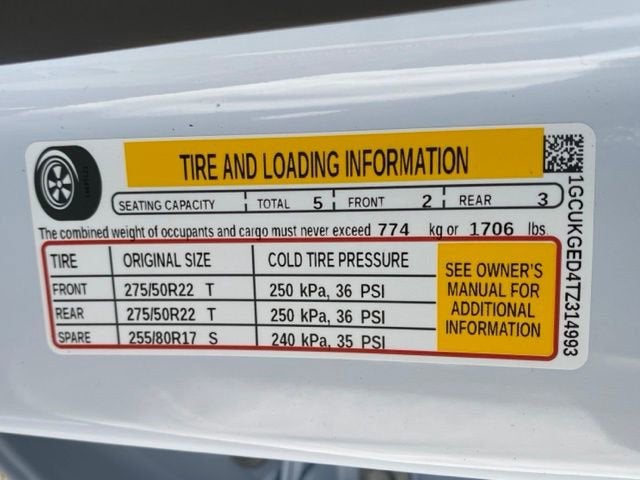 TIRE AND LOADING INFORMATION
SEATING CAPACITY TOTAL 5 FRONT 2 REAR 3
The combined weight of occupants and cargo must never exceed 774 kg or 1706 lbs.
TIRE ORIGINAL SIZE COLD TIRE PRESSURE
FRONT 275/50R22 T 250 kPa, 36 PSI
REAR 275/50R22 T 250 kPa, 36 PSI
SPARE 255/80R17 S 240 kPa, 35 PSI
SEE OWNER'S
MANUAL FOR
ADDITIONAL
INFORMATION
1GCUKGED4TZ314993